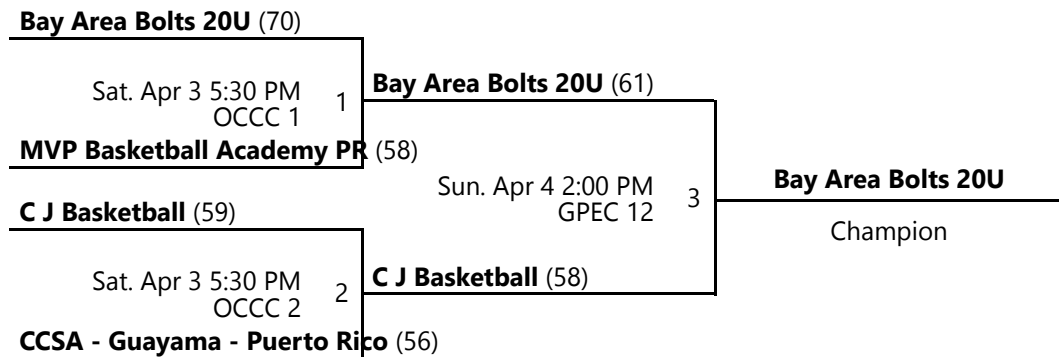 Bay Area Bolts 20U (70)
Sat. Apr 3 5:30 PM
OCCC 1
1
MVP Basketball Academy PR (58)
Bay Area Bolts 20U (61)
C J Basketball (59)
Sat. Apr 3 5:30 PM
OCCC 2
2
CCSA - Guayama - Puerto Rico (56)
Sun. Apr 4 2:00 PM
GPEC 12
3
C J Basketball (58)
Bay Area Bolts 20U
Champion